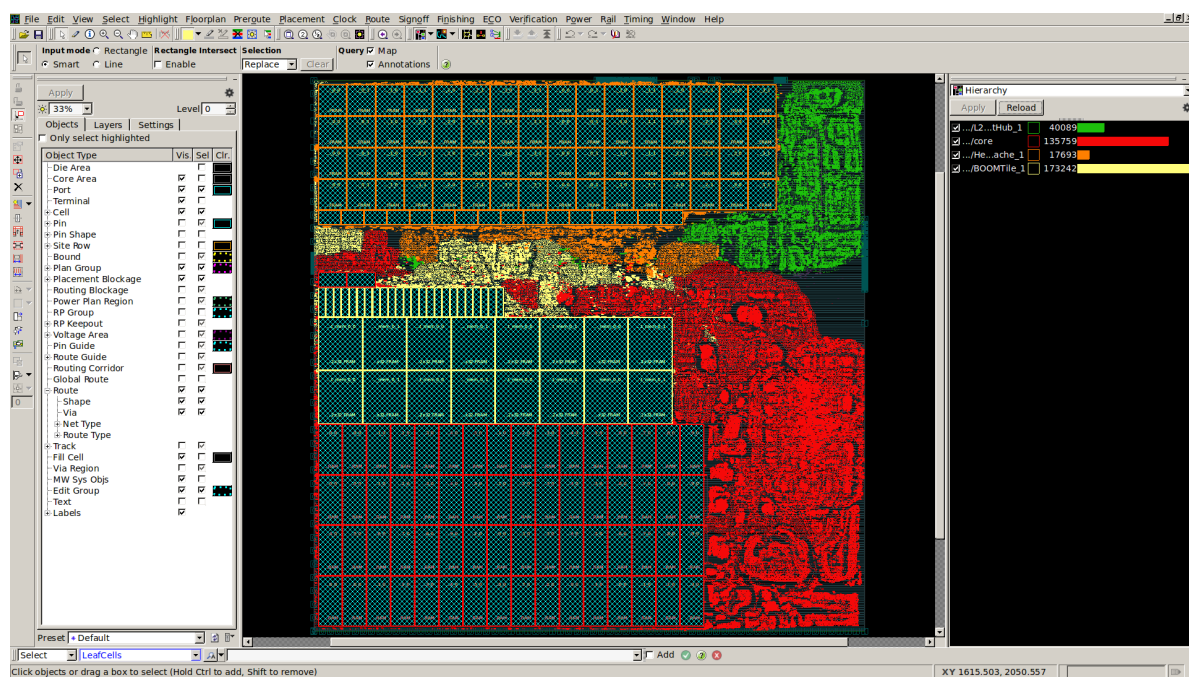 File Edit View Select Highlight Floorplan Preroute Placement Clock Route Signoff Finishing ECO Verification Power Rail Timing Window Help
Input mode Rectangle Rectangle Intersect Selection Query Map
Smart Line Enable Replace Clear Annotations
Apply
33% Level 0
Objects Layers Settings
Only select highlighted
Object Type Vis. Sel Clr.
Die Area
Core Area
Port
Terminal
Cell
Pin
Pin Shape
Site Row
Bound
Plan Group
Placement Blockage
Routing Blockage
Power Plan Region
RP Group
RP Keepout
Voltage Area
Pin Guide
Route Guide
Routing Corridor
Global Route
Route
Shape
Via
Net Type
Route Type
Track
Fill Cell
Via Region
MW Sys Objs
Edit Group
Text
Labels
Preset + Default
0
Hierarchy
Apply Reload
.../L2...tHub_1 40089
.../core 135759
.../He...ache_1 17693
.../BOOMTile_1 173242
Select LeafCells Add
Click objects or drag a box to select (Hold Ctrl to add, Shift to remove) XY 1615.503, 2050.557